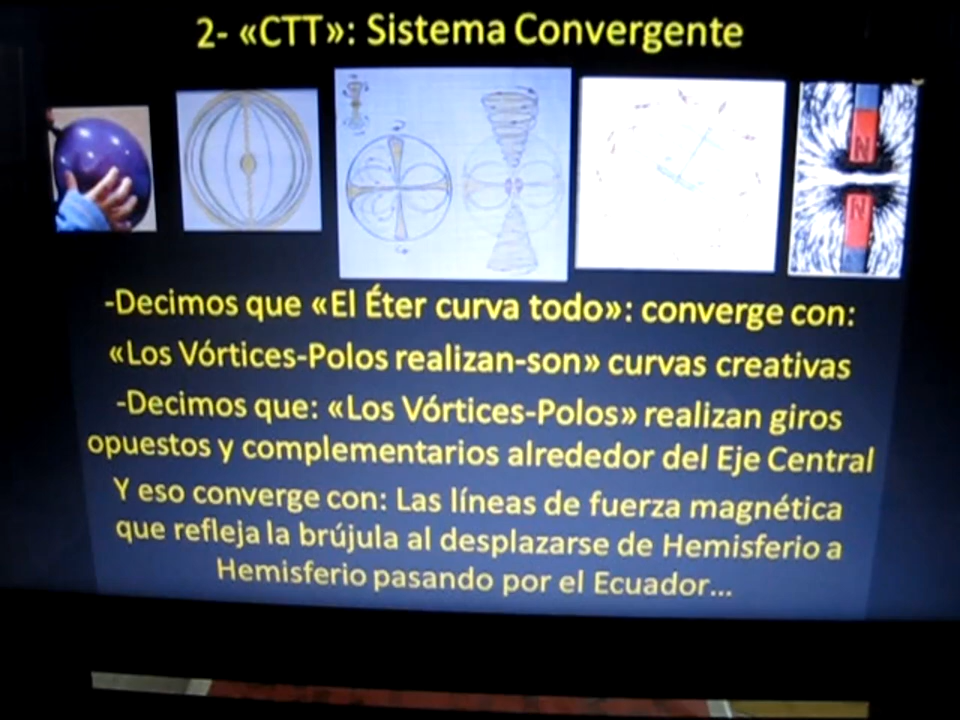 2- «CTT»: Sistema Convergente
N
N
-Decimos que «El Éter curva todo»: converge con:
«Los Vórtices-Polos realizan-son» curvas creativas
-Decimos que: «Los Vórtices-Polos» realizan giros
opuestos y complementarios alrededor del Eje Central
Y eso converge con: Las líneas de fuerza magnética
que refleja la brújula al desplazarse de Hemisferio a
Hemisferio pasando por el Ecuador...